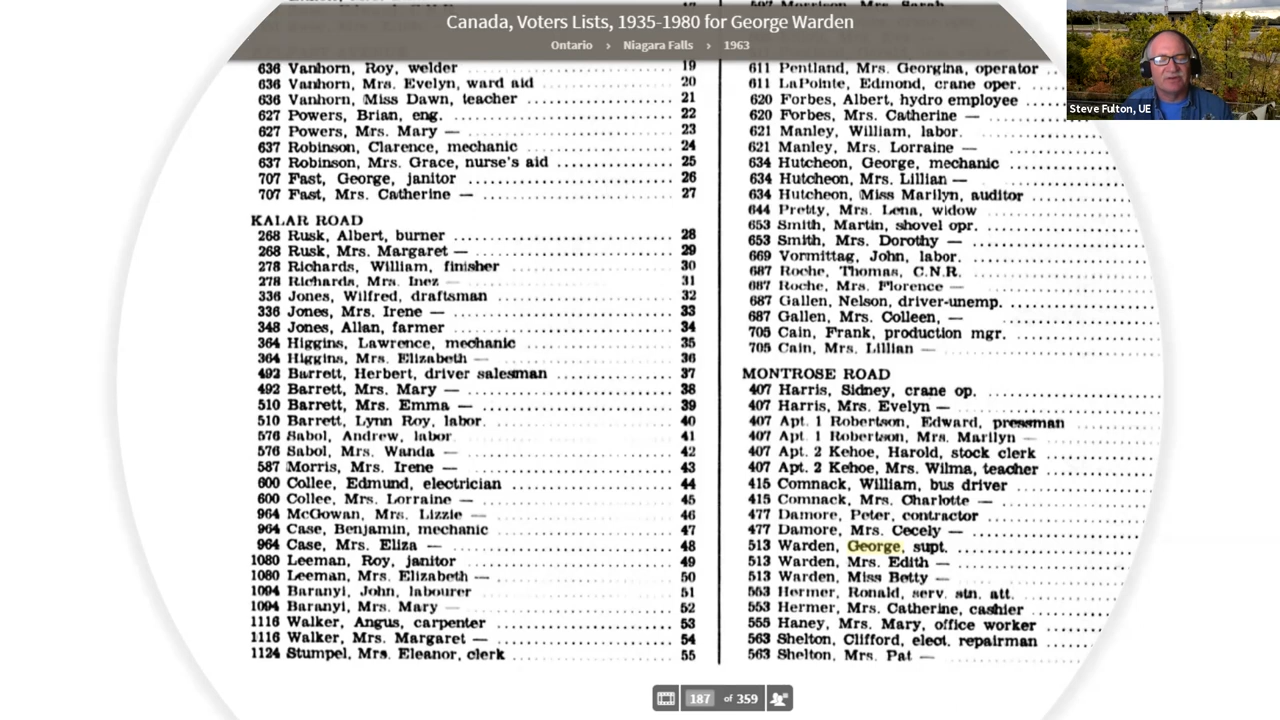 Canada, Voters Lists, 1935-1980 for George Warden
Ontario › Niagara Falls › 1963
Steve Fulton, UE
636 Vanhorn, Roy, welder 19
636 Vanhorn, Mrs. Evelyn, ward aid 20
636 Vanhorn, Miss Dawn, teacher 21
627 Powers, Brian, eng. 22
627 Powers, Mrs. Mary — 23
637 Robinson, Clarence, mechanic 24
637 Robinson, Mrs. Grace, nurse's aid 25
707 Fast, George, janitor 26
707 Fast, Mrs. Catherine — 27
KALAR ROAD
268 Rusk, Albert, burner 28
268 Rusk, Mrs. Margaret — 29
278 Richards, William, finisher 30
278 Richards, Mrs. Inez — 31
336 Jones, Wilfred, draftsman 32
336 Jones, Mrs. Irene — 33
348 Jones, Allan, farmer 34
364 Higgins, Lawrence, mechanic 35
364 Higgins, Mrs. Elizabeth — 36
492 Barrett, Herbert, driver salesman 37
492 Barrett, Mrs. Mary — 38
510 Barrett, Mrs. Emma — 39
510 Barrett, Lynn Roy, labor. 40
576 Sabol, Andrew, labor. 41
576 Sabol, Mrs. Wanda — 42
587 Morris, Mrs. Irene — 43
600 Collee, Edmund, electrician 44
600 Collee, Mrs. Lorraine — 45
964 McGowan, Mrs. Lizzie — 46
964 Case, Benjamin, mechanic 47
964 Case, Mrs. Eliza — 48
1080 Leeman, Roy, janitor 49
1080 Leeman, Mrs. Elizabeth — 50
1094 Baranyi, John, labourer 51
1094 Baranyi, Mrs. Mary — 52
1116 Walker, Angus, carpenter 53
1116 Walker, Mrs. Margaret — 54
1124 Stumpel, Mrs. Eleanor, clerk 55
611 Pentland, Mrs. Georgina, operator
611 LaPointe, Edmond, crane oper.
620 Forbes, Albert, hydro employee
620 Forbes, Mrs. Catherine —
621 Manley, William, labor.
621 Manley, Mrs. Lorraine —
634 Hutcheon, George, mechanic
634 Hutcheon, Mrs. Lillian —
634 Hutcheon, Miss Marilyn, auditor
644 Pretty, Mrs. Lena, widow
653 Smith, Martin, shovel opr.
653 Smith, Mrs. Dorothy —
669 Vormittag, John, labor.
687 Roche, Thomas, C.N.R.
687 Roche, Mrs. Florence —
687 Gallen, Nelson, driver-unemp.
687 Gallen, Mrs. Colleen, —
705 Cain, Frank, production mgr.
705 Cain, Mrs. Lillian —
MONTROSE ROAD
407 Harris, Sidney, crane op.
407 Harris, Mrs. Evelyn —
407 Apt. 1 Robertson, Edward, pressman
407 Apt. 1 Robertson, Mrs. Marilyn —
407 Apt. 2 Kehoe, Harold, stock clerk
407 Apt. 2 Kehoe, Mrs. Wilma, teacher
415 Comnack, William, bus driver
415 Comnack, Mrs. Charlotte —
477 Damore, Peter, contractor
477 Damore, Mrs. Cecely —
513 Warden, George, supt.
513 Warden, Mrs. Edith —
513 Warden, Miss Betty —
553 Hermer, Ronald, serv. stn. att.
553 Hermer, Mrs. Catherine, cashier
555 Haney, Mrs. Mary, office worker
563 Shelton, Clifford, elect. repairman
563 Shelton, Mrs. Pat —
187 of 359